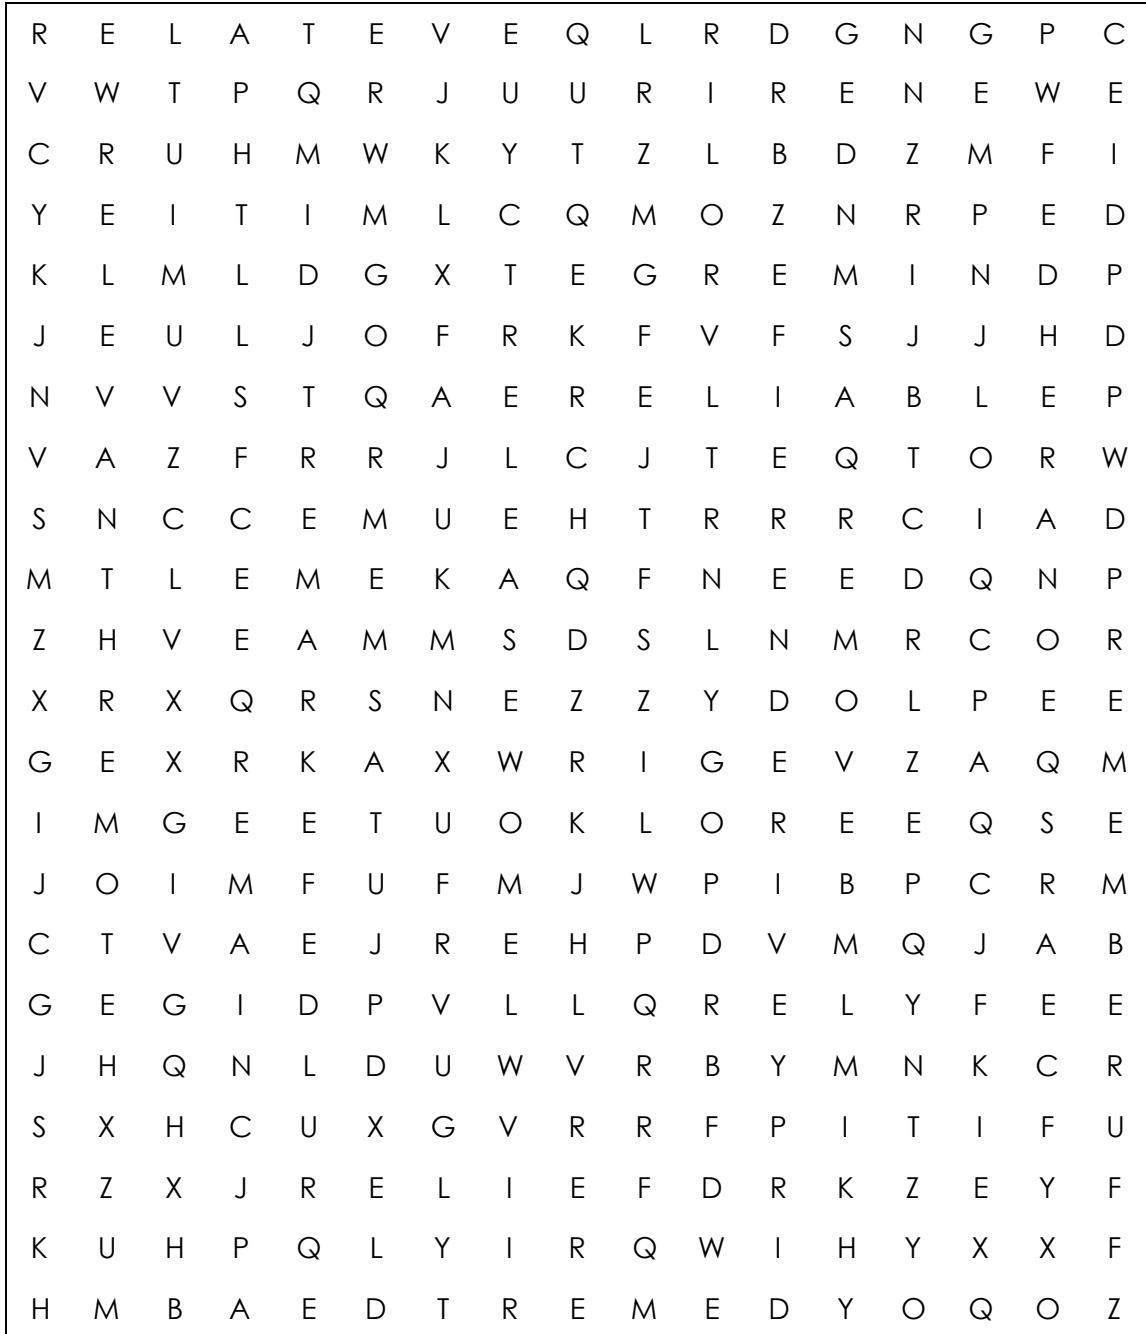 R E L A T E V E Q L R D G N G P C
V W T P Q R J U U R I R E N E W E
C R U H M W K Y T Z L B D Z M F I
Y E I T I M L C Q M O Z N R P E D
K L M L D G X T E G R E M I N D P
J E U L J O F R K F V F S J J H D
N V V S T Q A E R E L I A B L E P
V A Z F R R J L C J T E Q T O R W
S N C C E M U E H T R R R C I A D
M T L E M E K A Q F N E E D Q N P
Z H V E A M M S D S L N M R C O R
X R X Q R S N E Z Z Y D O L P E E
G E X R K A X W R I G E V Z A Q M
I M G E E T U O K L O R E E Q S E
J O I M F U F M J W P I B P C R M
C T V A E J R E H P D V M Q J A B
G E G I D P V L L Q R E L Y F E E
J H Q N L D U W V R B Y M N K C R
S X H C U X G V R R F P I T I F U
R Z X J R E L I E F D R K Z E Y F
K U H P Q L Y I R Q W I H Y X X F
H M B A E D T R E M E D Y O Q O Z